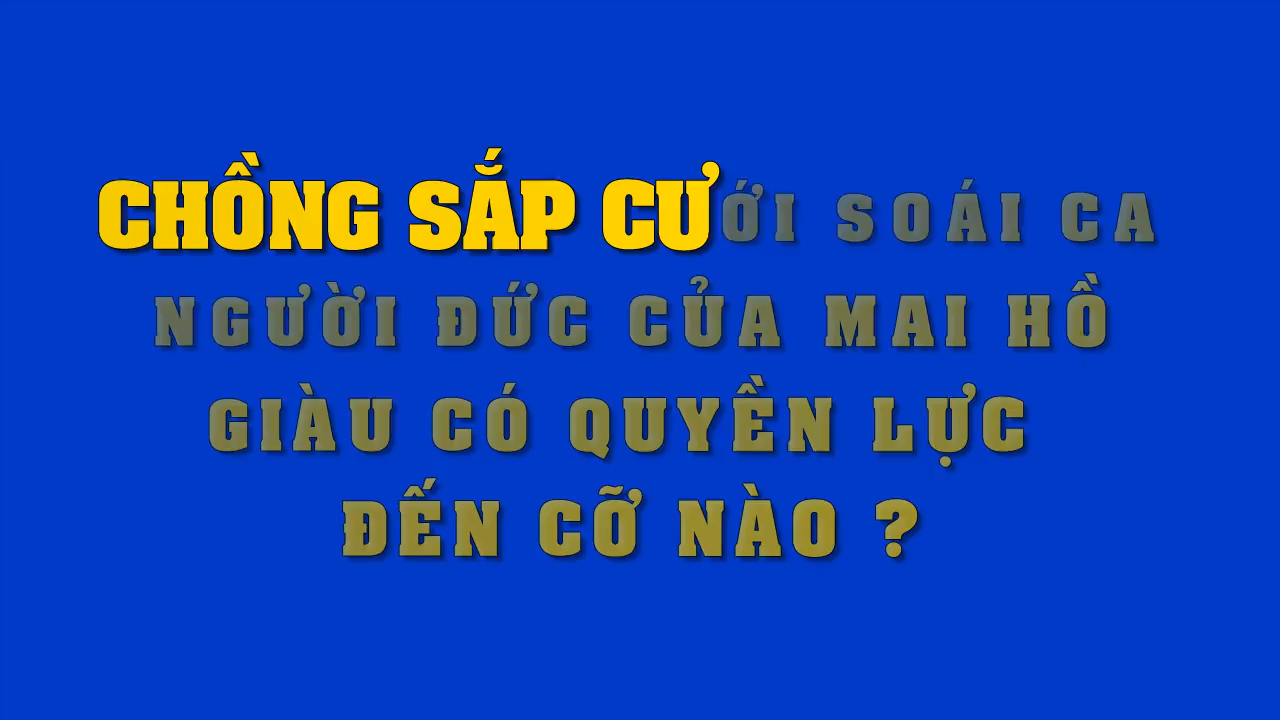 CHỒNG SẮP CƯỚI SOÁI CA
NGƯỜI ĐỨC CỦA MAI HỒ
GIÀU CÓ QUYỀN LỰC
ĐẾN CỠ NÀO ?